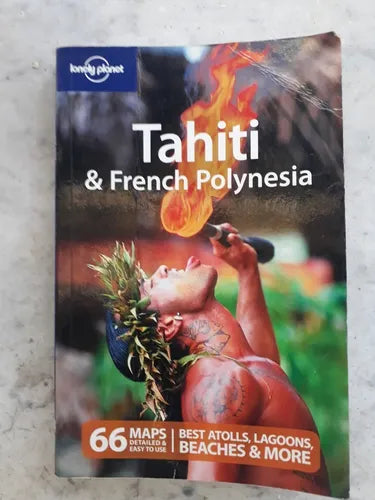 lonely planet
Tahiti
& French Polynesia
66 MAPS
DETAILED &
EASY TO USE
BEST ATOLLS, LAGOONS,
BEACHES & MORE